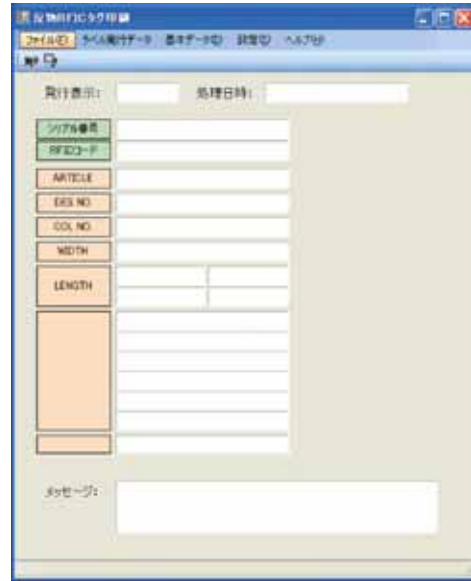 反物RFIDタグ印刷
ファイル(F) ラベル発行データ 基本データ(D) 設定(O) ヘルプ(H)
発行表示: 処理日時:
シリアル番号
RFIDコード
ARTICLE
DES. NO.
COL. NO.
WIDTH
LENGTH
メッセージ: